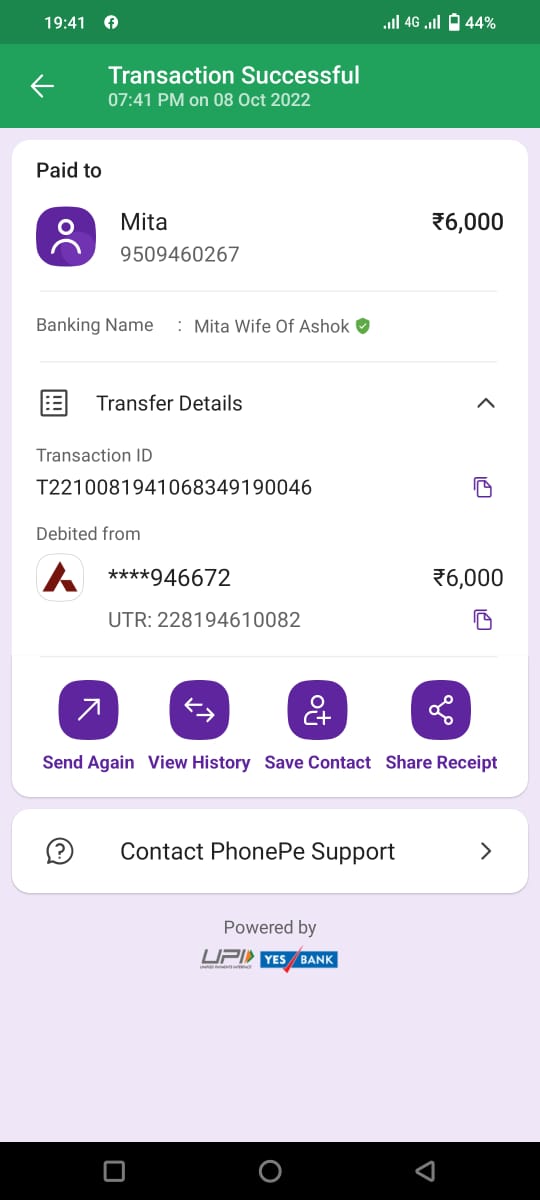 19:41
4G
44%
Transaction Successful
07:41 PM on 08 Oct 2022
Paid to
Mita
₹6,000
9509460267
Banking Name : Mita Wife Of Ashok
Transfer Details
Transaction ID
T2210081941068349190046
Debited from
****946672
₹6,000
UTR: 228194610082
Send Again
View History
Save Contact
Share Receipt
Contact PhonePe Support
Powered by
UPI
UNIFIED PAYMENTS INTERFACE
YES BANK